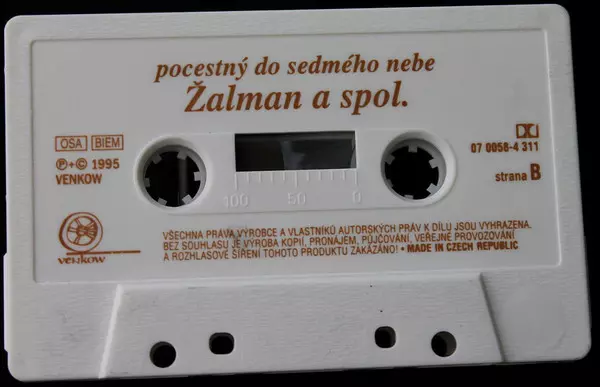 pocestný do sedmého nebe
Žalman a spol.
OSA BIEM
℗+© 1995
VENKOW
07 0058-4 311
strana B
100 50 0
VŠECHNA PRÁVA VÝROBCE A VLASTNÍKŮ AUTORSKÝCH PRÁV K DÍLU JSOU VYHRAZENA.
BEZ SOUHLASU JE VÝROBA KOPIÍ, PRONÁJEM, PŮJČOVÁNÍ, VEŘEJNÉ PROVOZOVÁNÍ
A ROZHLASOVÉ ŠÍŘENÍ TOHOTO PRODUKTU ZAKÁZÁNO! • MADE IN CZECH REPUBLIC
venkow